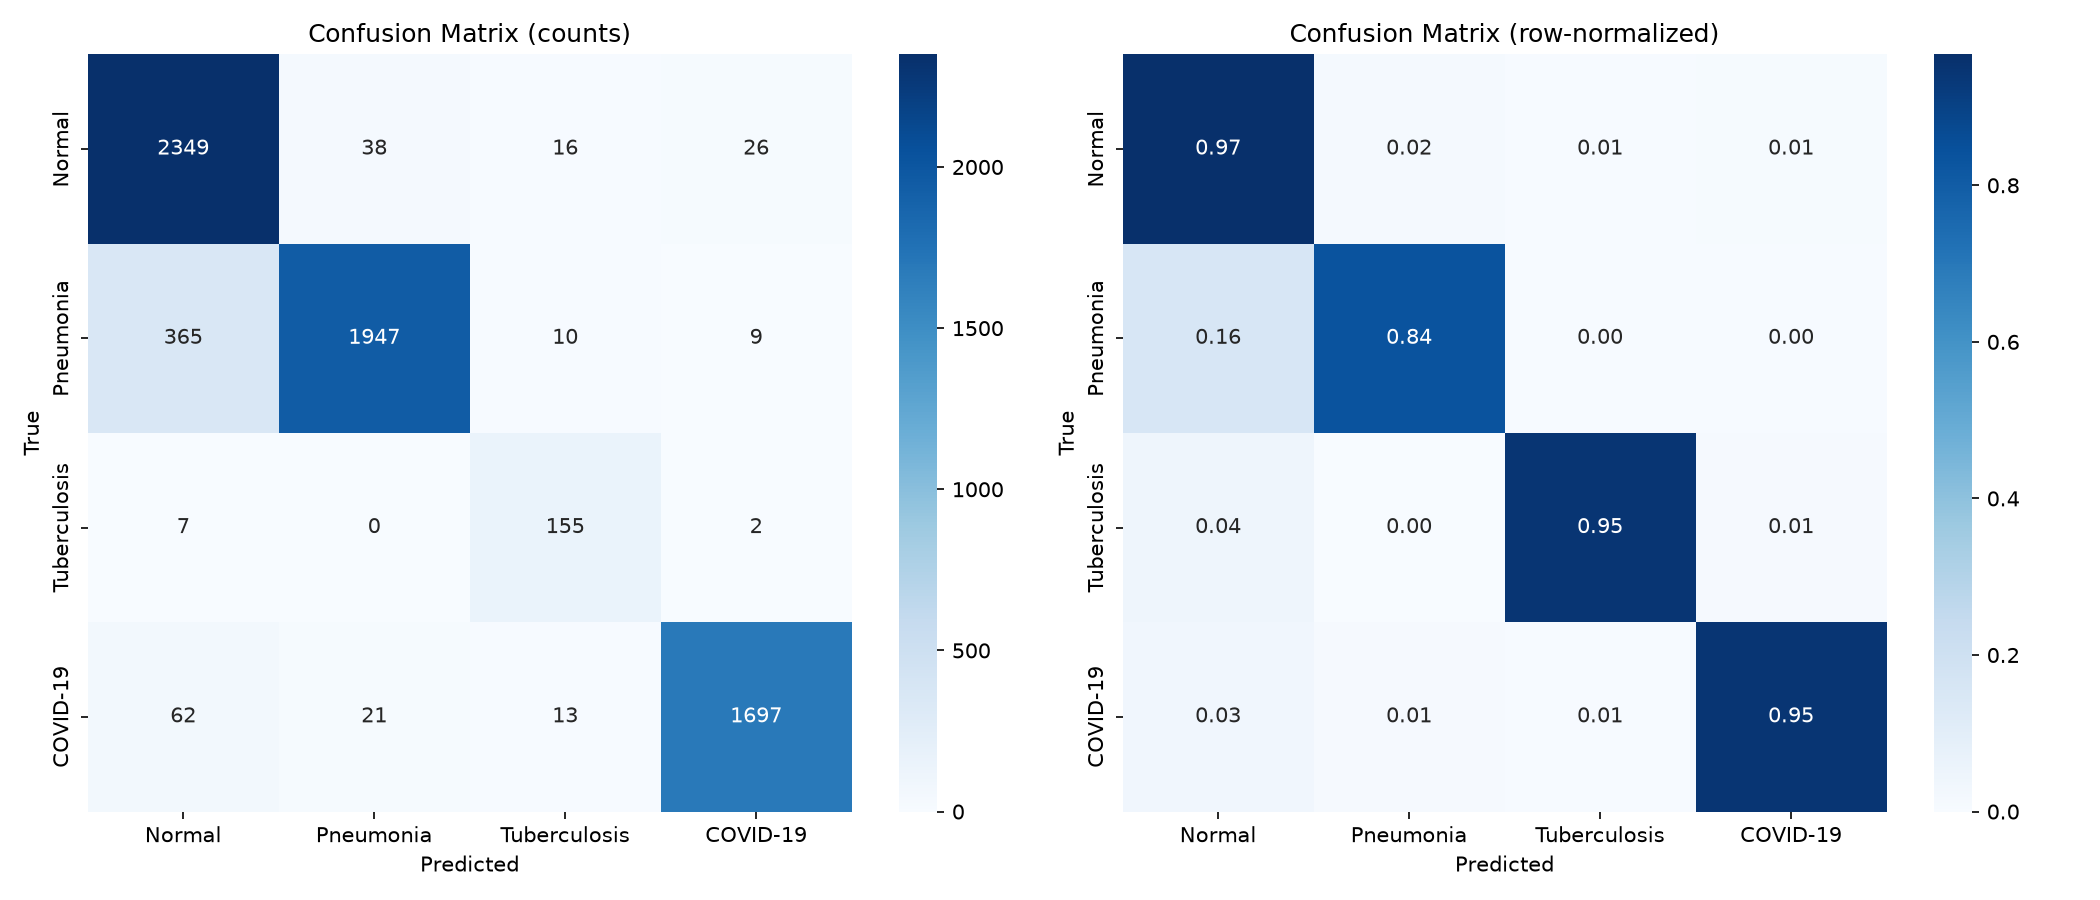 Confusion Matrix (counts)
Normal 2349 38 16 26
Pneumonia 365 1947 10 9
Tuberculosis 7 0 155 2
COVID-19 62 21 13 1697
True
Normal Pneumonia Tuberculosis COVID-19
Predicted
2000
1500
1000
500
0
Confusion Matrix (row-normalized)
Normal 0.97 0.02 0.01 0.01
Pneumonia 0.16 0.84 0.00 0.00
Tuberculosis 0.04 0.00 0.95 0.01
COVID-19 0.03 0.01 0.01 0.95
True
Normal Pneumonia Tuberculosis COVID-19
Predicted
0.8
0.6
0.4
0.2
0.0